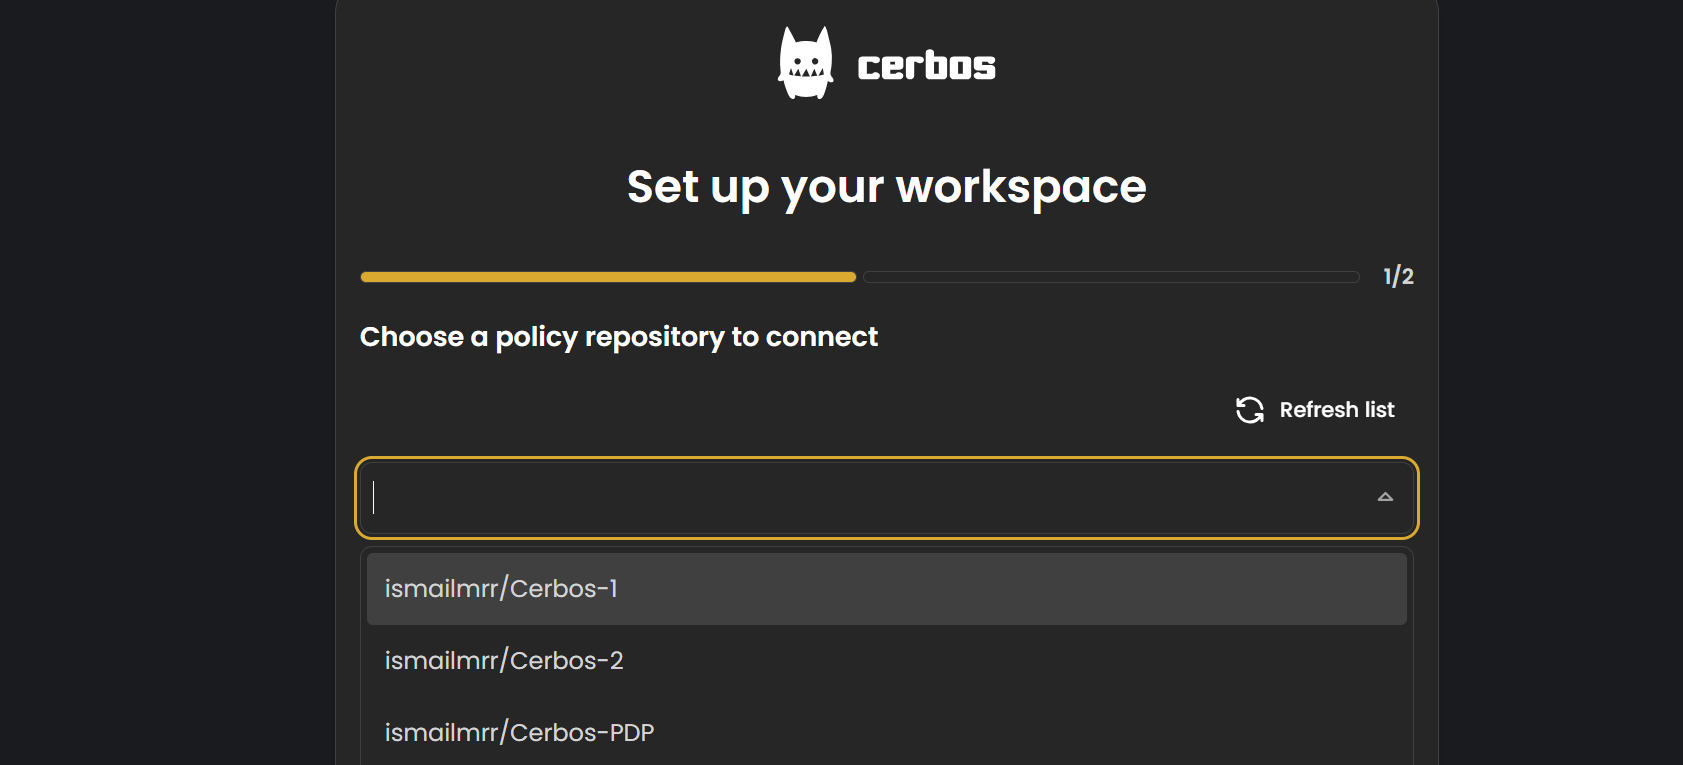 cerbos
Set up your workspace
1/2
Choose a policy repository to connect
Refresh list
ismailmrr/Cerbos-1
ismailmrr/Cerbos-2
ismailmrr/Cerbos-PDP